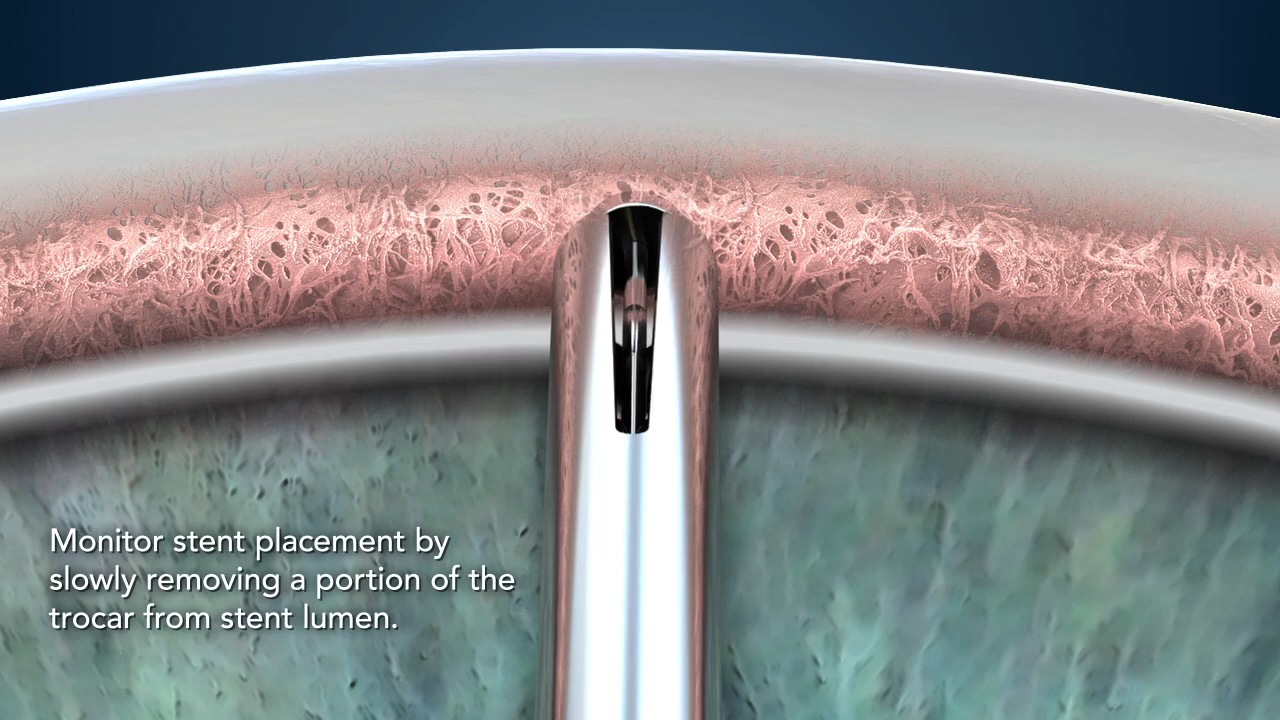 Monitor stent placement by
slowly removing a portion of the
trocar from stent lumen.